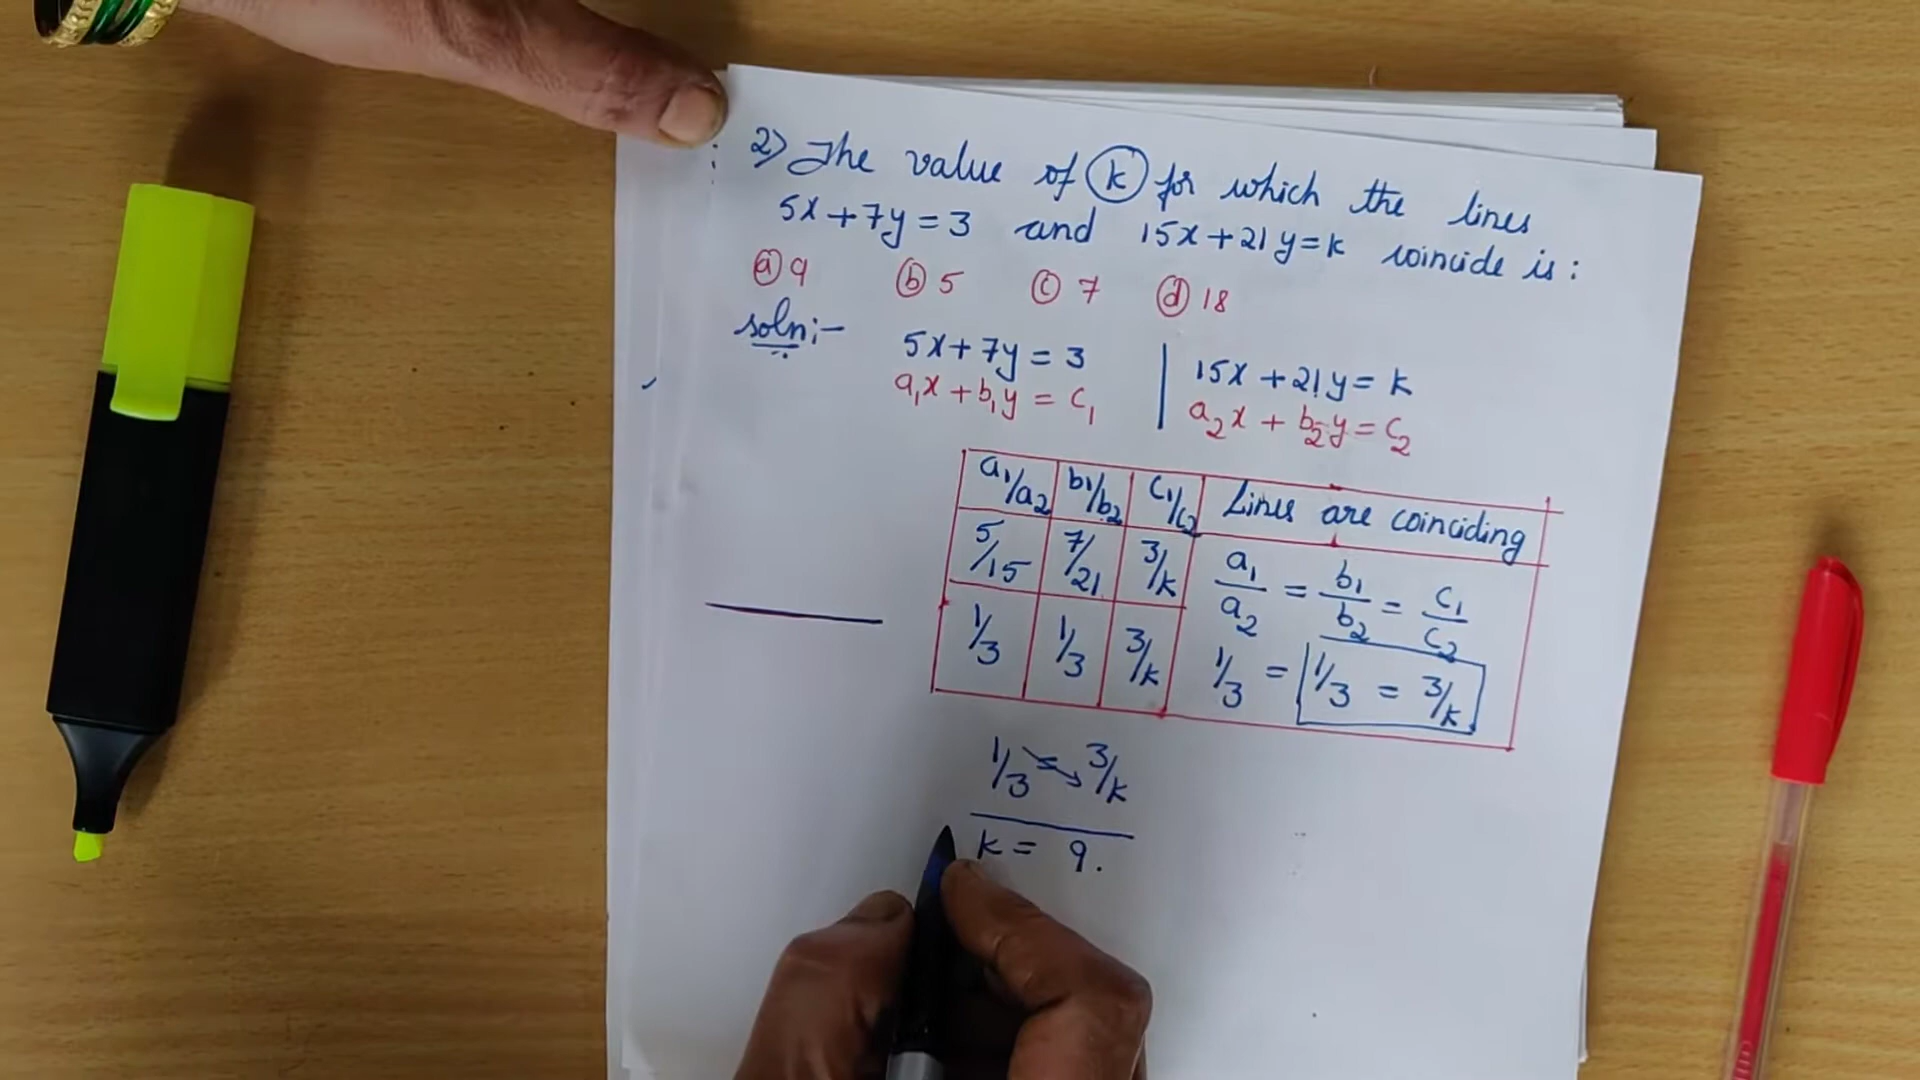 2) The value of k for which the lines
5x+7y=3 and 15x+21y=k coincide is:
a 9 b 5 c 7 d 18
soln:-
5x+7y=3 | 15x+21y=k
a₁x+b₁y=c₁ a₂x+b₂y=c₂
a₁/a₂ b₁/b₂ c₁/c₂ Lines are coinciding
5/15 7/21 3/k a₁/a₂ = b₁/b₂ = c₁/c₂
1/3 1/3 3/k 1/3 = 1/3 = 3/k
1/3 = 3/k
k = 9.